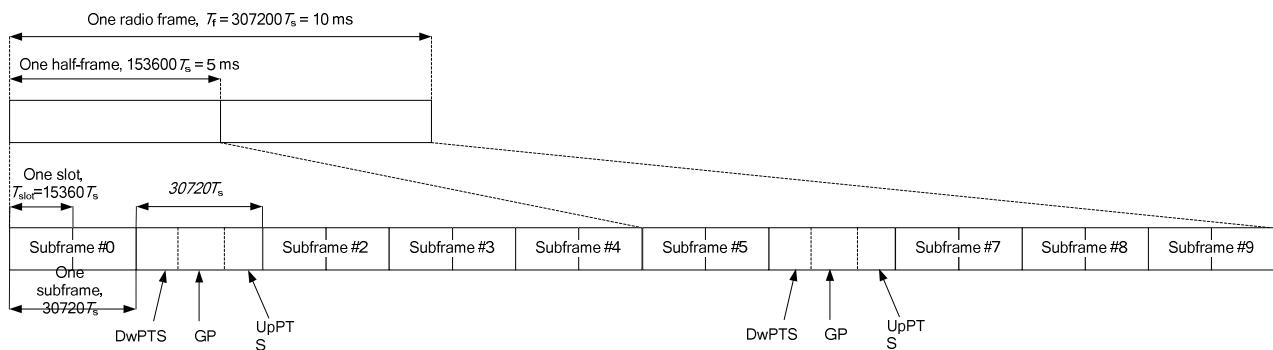 One radio frame, Tf = 307200Ts = 10 ms
One half-frame, 153600Ts = 5 ms
One slot,
Tslot=15360Ts
30720Ts
Subframe #0
Subframe #2
Subframe #3
Subframe #4
Subframe #5
Subframe #7
Subframe #8
Subframe #9
One
subframe,
30720Ts
DwPTS
GP
UpPT
S
DwPTS
GP
UpPT
S